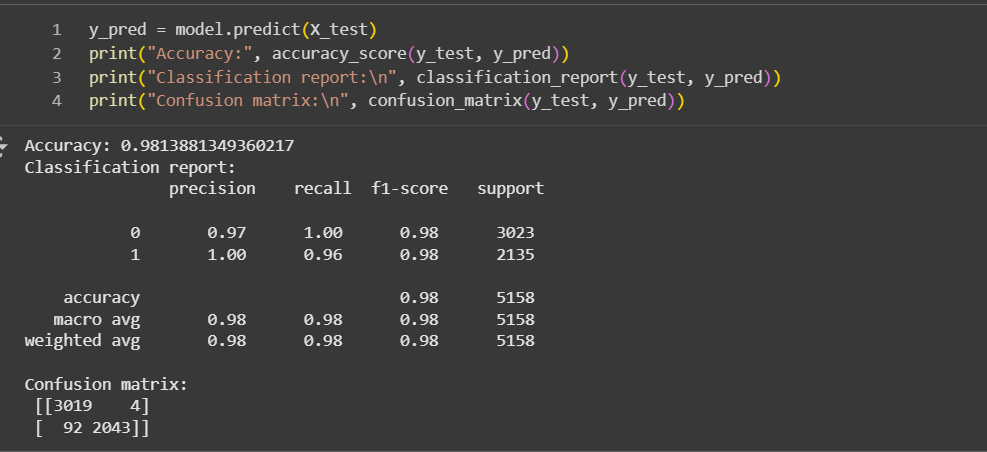 1 y_pred = model.predict(X_test)
2 print("Accuracy:", accuracy_score(y_test, y_pred))
3 print("Classification report:\n", classification_report(y_test, y_pred))
4 print("Confusion matrix:\n", confusion_matrix(y_test, y_pred))
Accuracy: 0.9813881349360217
Classification report:
               precision    recall  f1-score   support

           0       0.97      1.00      0.98      3023
           1       1.00      0.96      0.98      2135

    accuracy                           0.98      5158
   macro avg       0.98      0.98      0.98      5158
weighted avg       0.98      0.98      0.98      5158

Confusion matrix:
 [[3019    4]
 [  92 2043]]